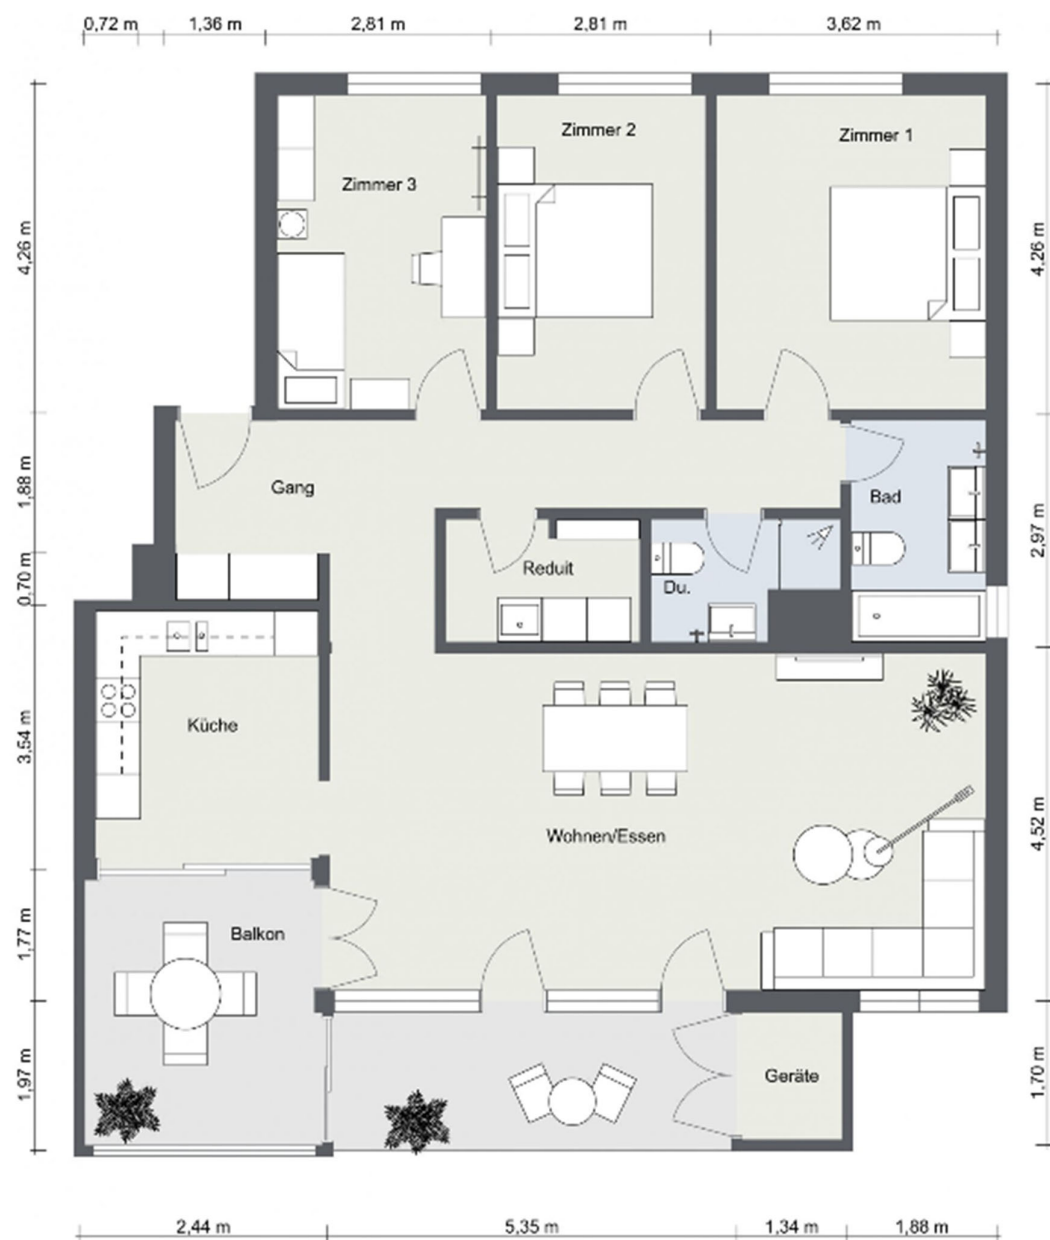 0,72 m 1,36 m 2,81 m 2,81 m 3,62 m
Zimmer 2
Zimmer 1
Zimmer 3
4,26 m
4,26 m
Gang
1,88 m
Bad
2,97 m
0,70 m
Reduit
Du.
Küche
3,54 m
4,52 m
Wohnen/Essen
1,77 m
Balkon
1,97 m
Geräte
1,70 m
2,44 m 5,35 m 1,34 m 1,88 m